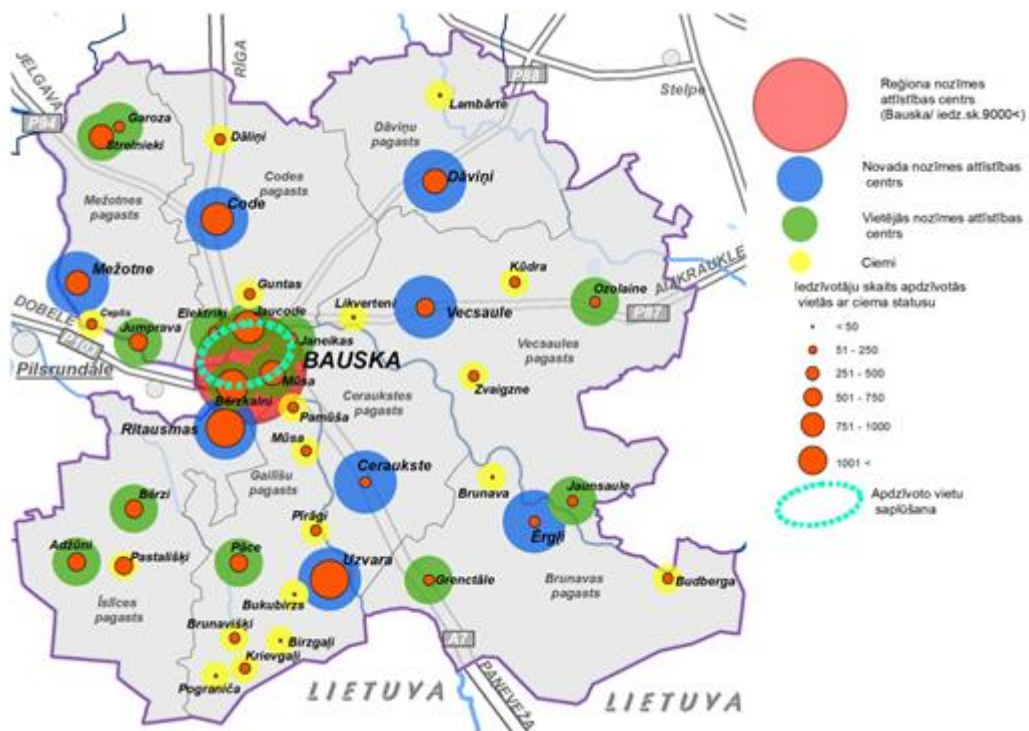 JELGAVA
P94
RĪGA
P88
Stelpe
Garoza
Strelnieki
Dāliņi
Lambārte
Dāviņu
pagasts
Codes
pagasts
Mežotnes
pagasts
Code
Dāviņi
Mežotne
Guntas
Kūdra
Ozolaine
AIZKRAUKLE
P87
Ceplis
Elektriķi
Jaucode
Likverteni
Vecsaule
DOBELE
P103
Jumprava
Janeikas
BAUSKA
Vecsaules
pagasts
Pilsrundāle
Mūsa
Bērzkalni
Ceraukstes
pagasts
Zvaigzne
Pamūša
Rītausmas
Mūsa
Gailīšu
pagasts
Ceraukste
Brunava
Jaunsaule
Bērzi
Pīrāgi
Ērgļi
Adžūni
Pastališķi
Pāce
Uzvara
Grenctāle
Budberga
Īslīces
pagasts
Bukubirzs
Brunavas
pagasts
Brunavišķi
Birzgaļi
A7
Krievgaļi
Pograniča
LIETUVA
PANEVEŽA
LIETUVA
Reģiona nozīmes
attīstības centrs
(Bauska/ iedz.sk.9000<)
Novada nozīmes attīstības
centrs
Vietējās nozīmes attīstības
centrs
Ciemi
Iedzīvotāju skaits apdzīvotās
vietās ar ciema statusu
< 50
51 - 250
251 - 500
501 - 750
751 - 1000
1001 <
Apdzīvoto vietu
saplūšana